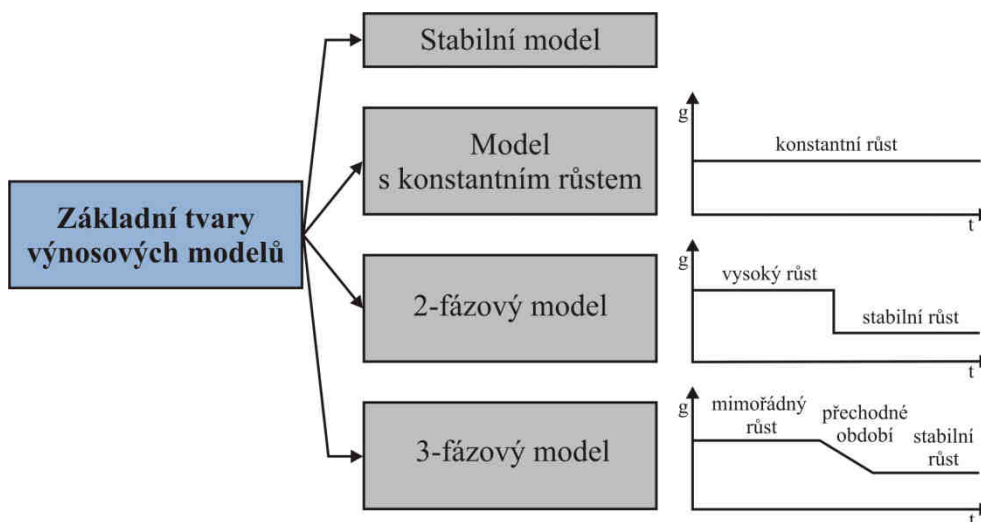 Základní tvary
výnosových modelů
Stabilní model
Model
s konstantním růstem
g
konstantní růst
t
2-fázový model
g
vysoký růst
stabilní růst
t
3-fázový model
g
mimořádný
růst
přechodné
období
stabilní
růst
t